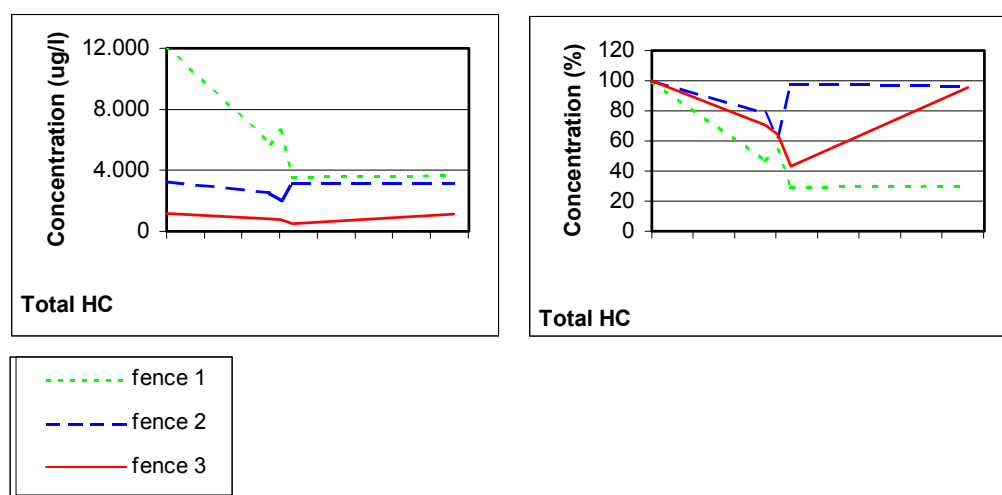 Concentration (ug/l)
12.000
8.000
4.000
0
Total HC
Concentration (%)
120
100
80
60
40
20
0
Total HC
fence 1
fence 2
fence 3